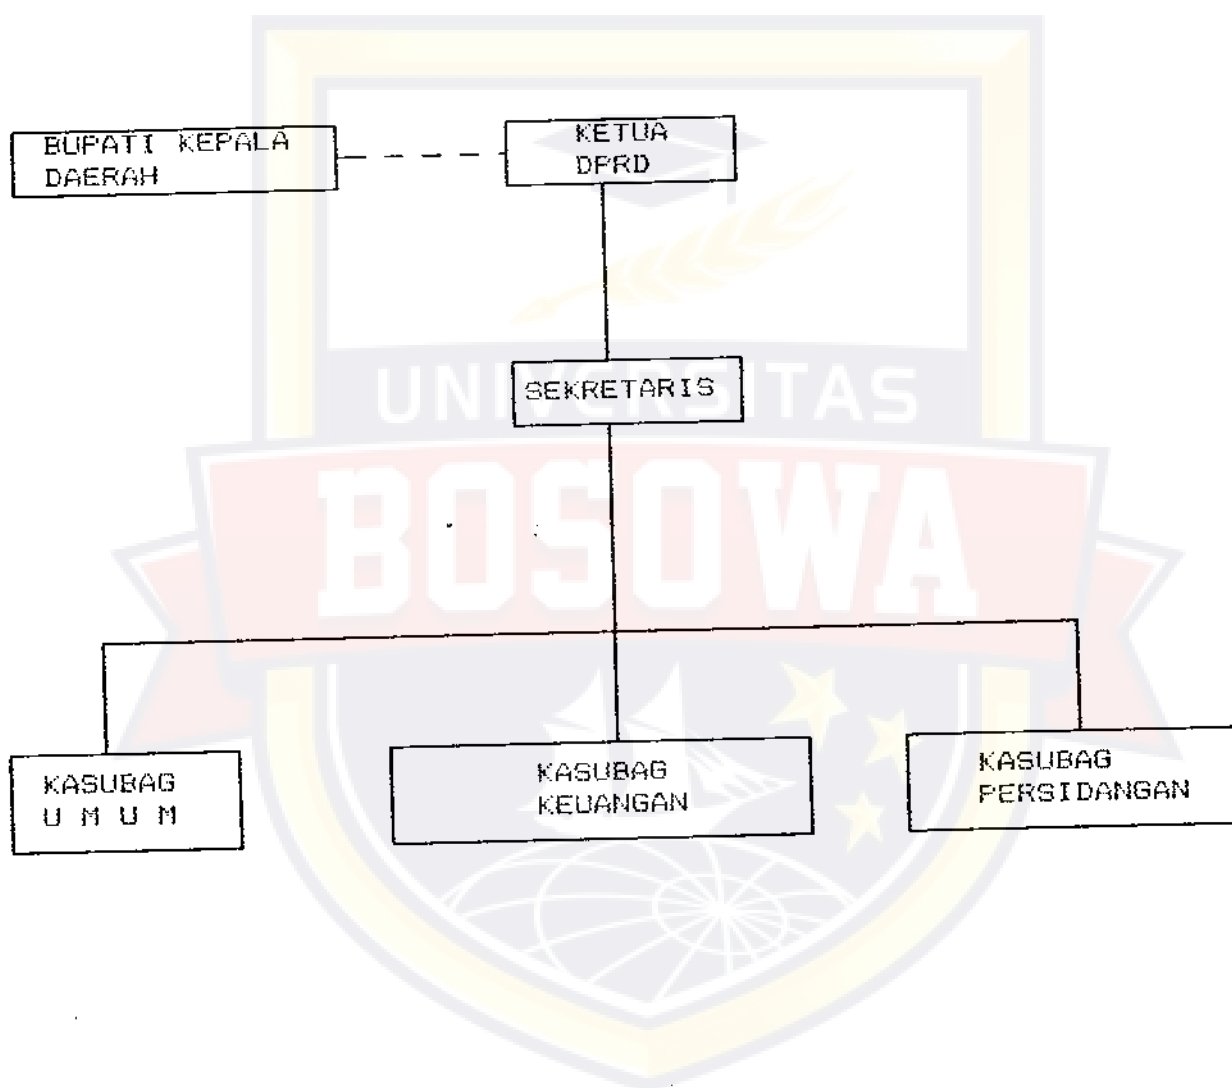 BUPATI KEPALA
DAERAH
KETUA
DPRD
SEKRETARIS
UNIVERSITAS
BOSOWA
KASUBAG
U M U M
KASUBAG
KEUANGAN
KASUBAG
PERSIDANGAN